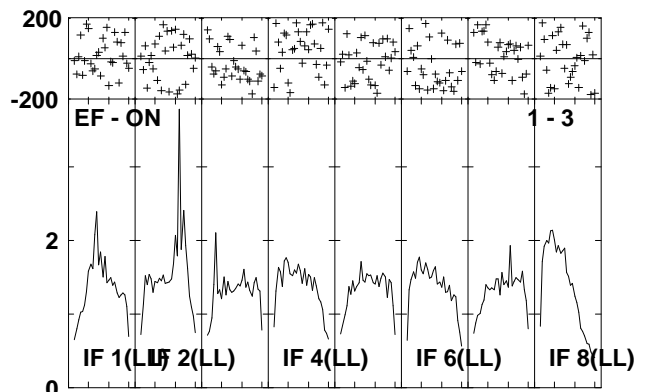 200
-200
EF - ON 1 - 3
2
IF 1(LL) IF 2(LL) IF 4(LL) IF 6(LL) IF 8(LL)
0